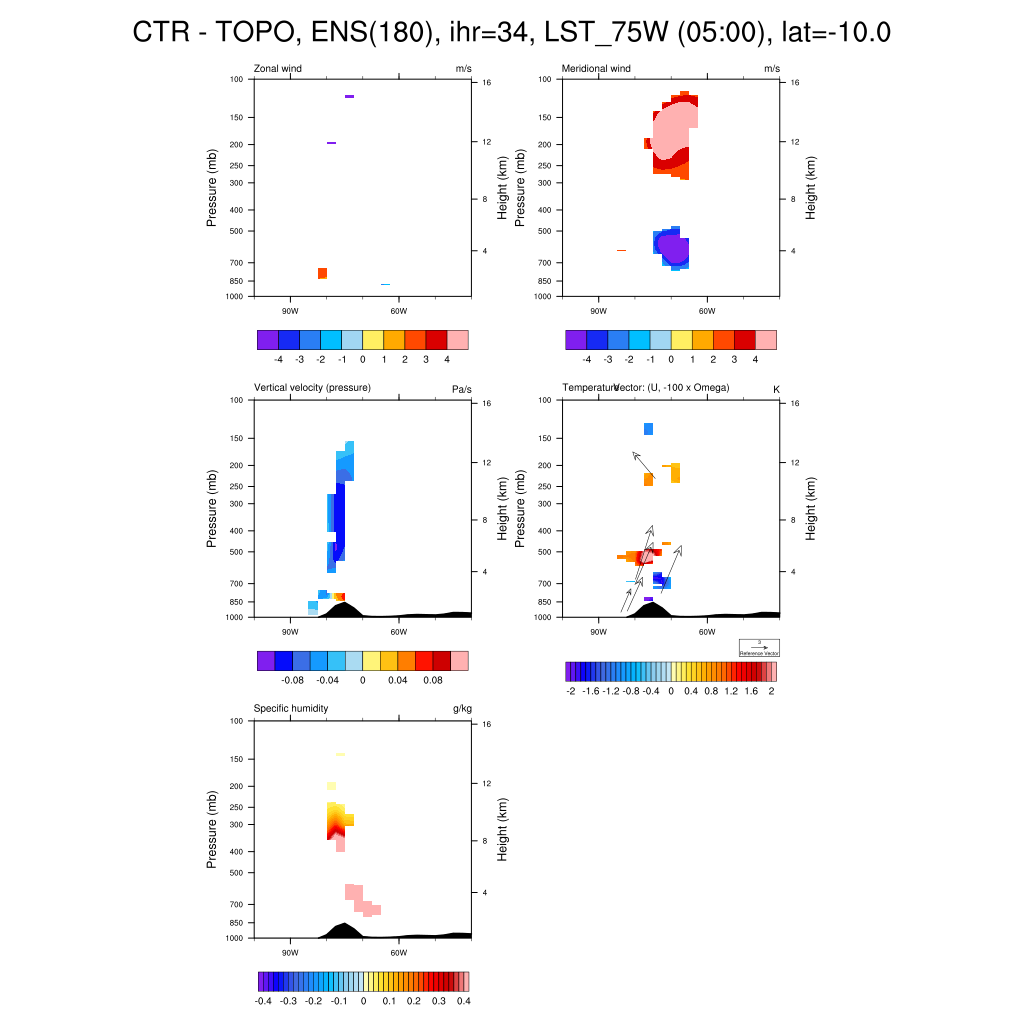 CTR - TOPO, ENS(180), ihr=34, LST_75W (05:00), lat=-10.0
Zonal wind m/s
Pressure (mb)
100
150
200
250
300
400
500
700
850
1000
16
12
8
4
Height (km)
90W 60W
-4 -3 -2 -1 0 1 2 3 4
Meridional wind m/s
Pressure (mb)
100
150
200
250
300
400
500
700
850
1000
16
12
8
4
Height (km)
90W 60W
-4 -3 -2 -1 0 1 2 3 4
Vertical velocity (pressure) Pa/s
Pressure (mb)
100
150
200
250
300
400
500
700
850
1000
16
12
8
4
Height (km)
90W 60W
-0.08 -0.04 0 0.04 0.08
Temperature Vector: (U, -100 x Omega) K
Pressure (mb)
100
150
200
250
300
400
500
700
850
1000
16
12
8
4
Height (km)
90W 60W
3
Reference Vector
-2 -1.6 -1.2 -0.8 -0.4 0 0.4 0.8 1.2 1.6 2
Specific humidity g/kg
Pressure (mb)
100
150
200
250
300
400
500
700
850
1000
16
12
8
4
Height (km)
90W 60W
-0.4 -0.3 -0.2 -0.1 0 0.1 0.2 0.3 0.4